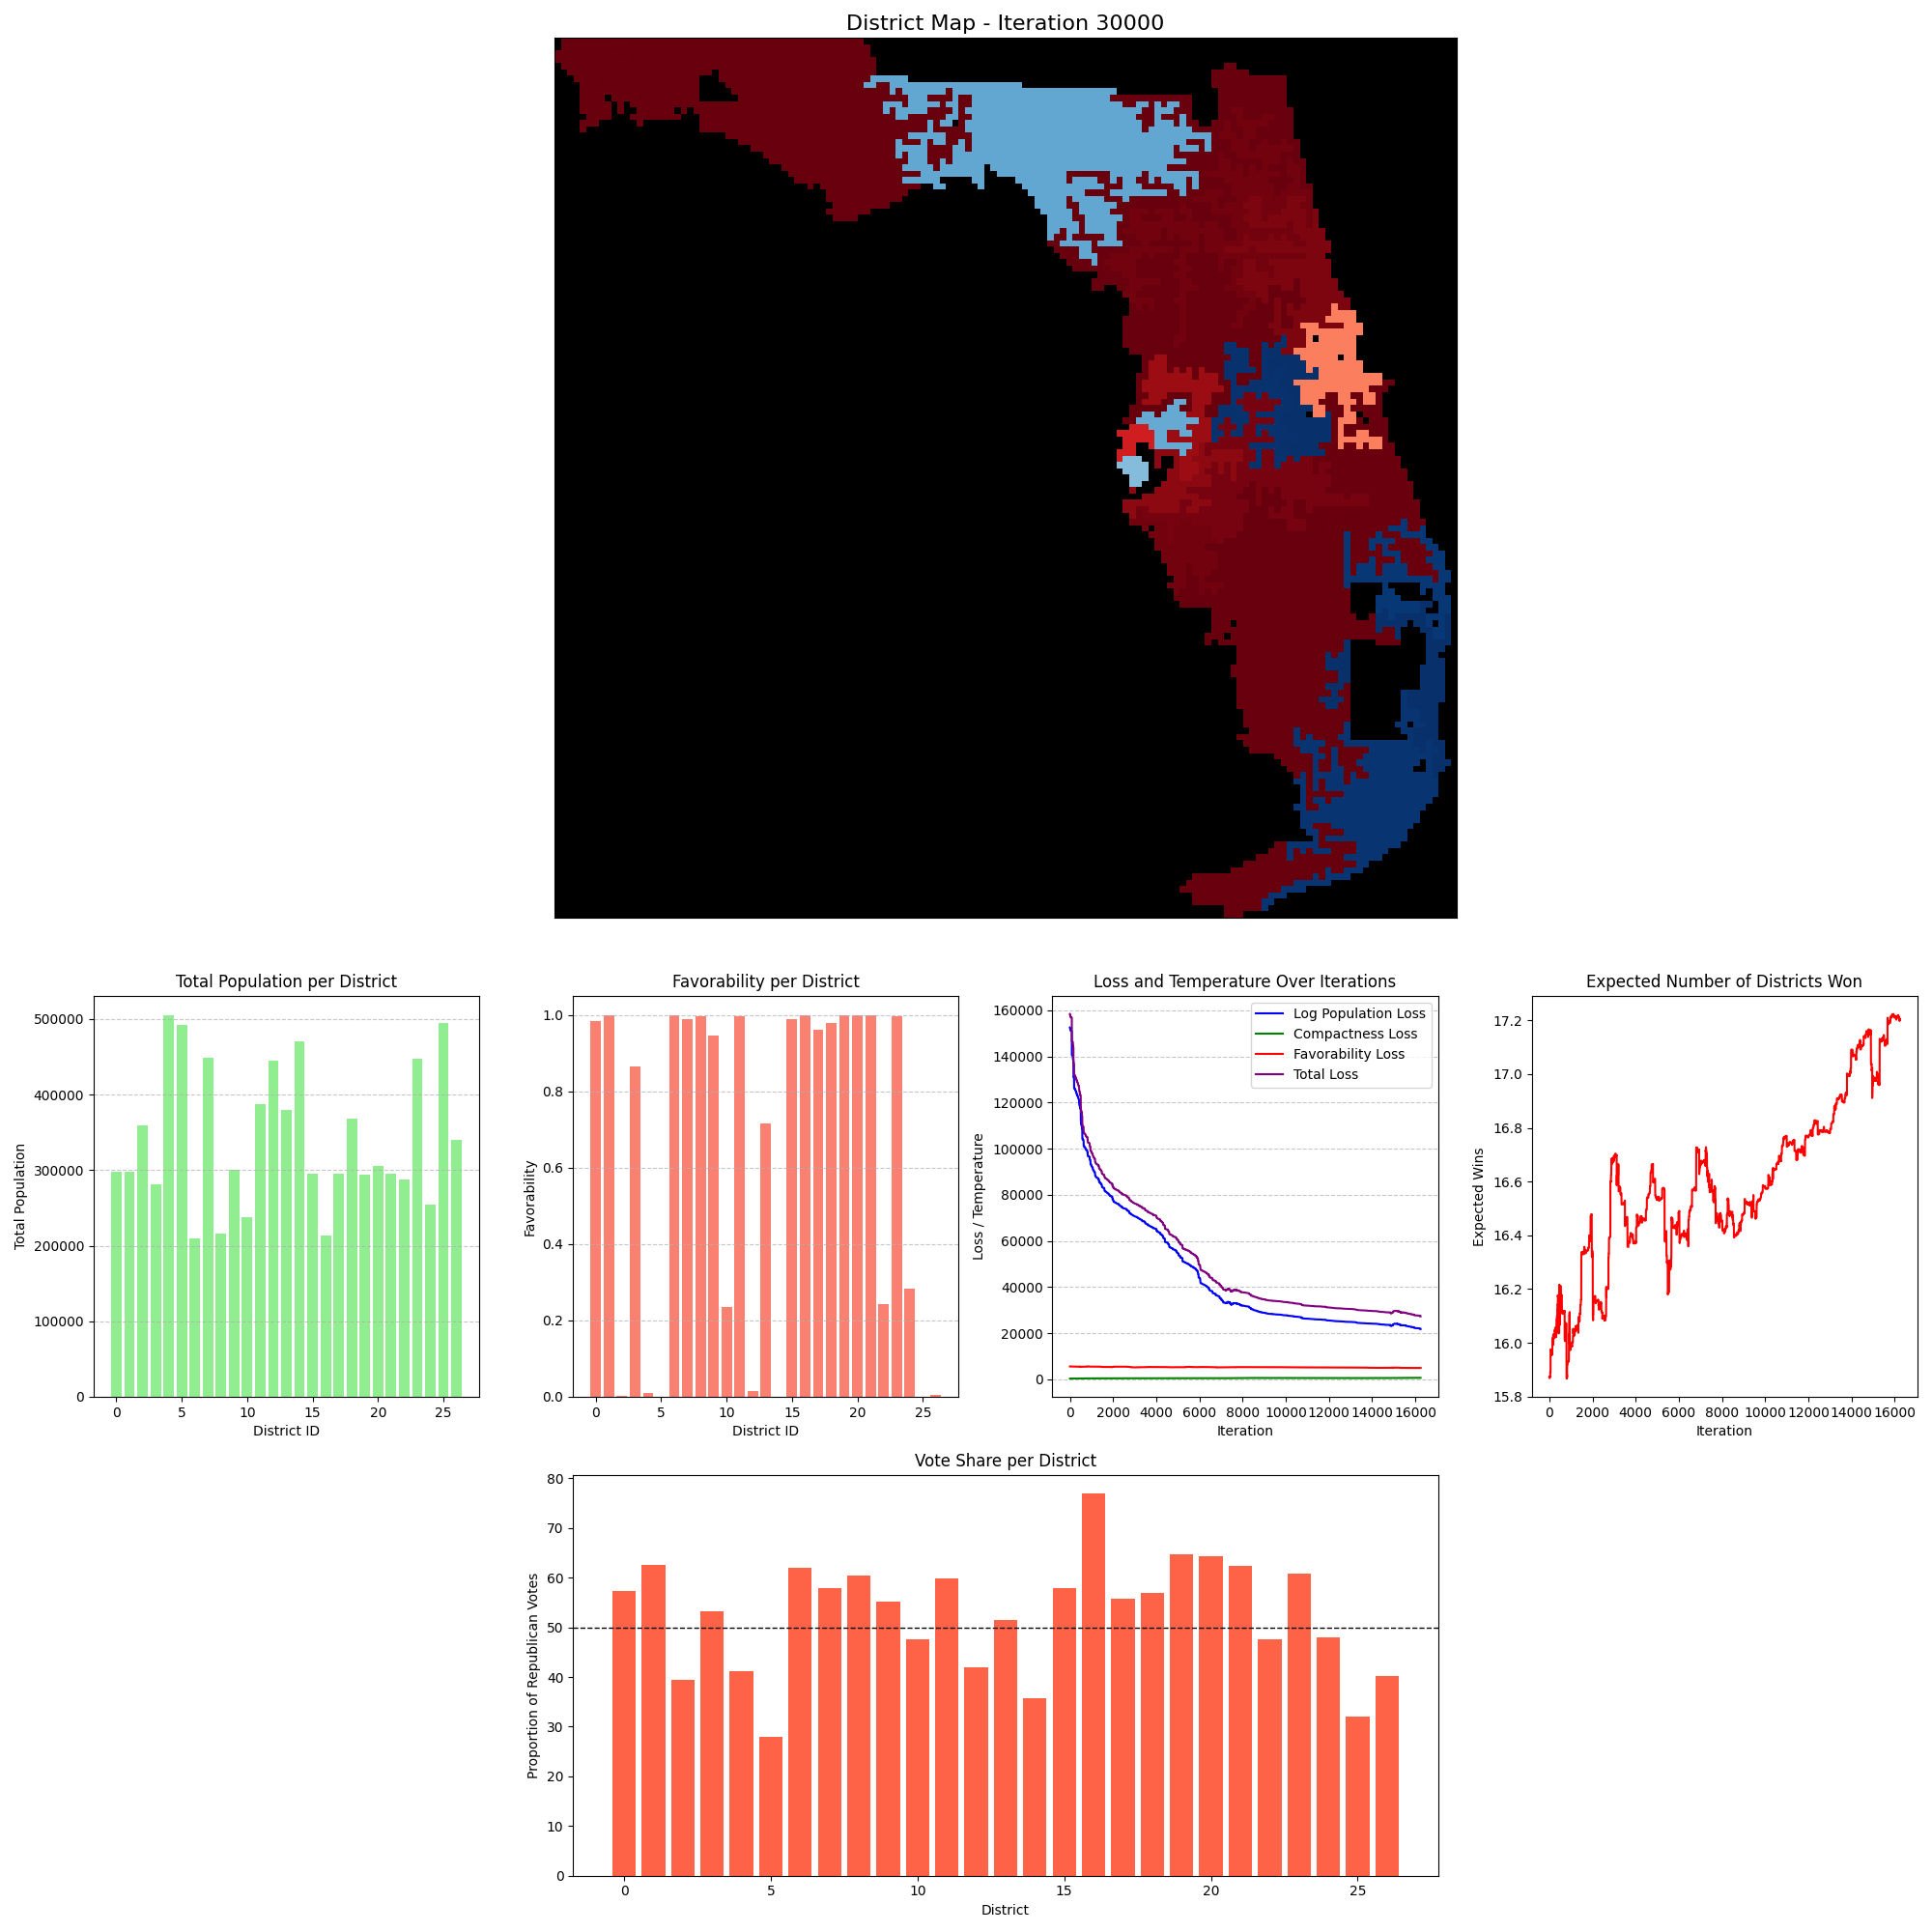 District Map - Iteration 30000
Total Population per District
Total Population
500000
400000
300000
200000
100000
0
0 5 10 15 20 25
District ID
Favorability per District
Favorability
1.0
0.8
0.6
0.4
0.2
0.0
0 5 10 15 20 25
District ID
Loss and Temperature Over Iterations
Loss / Temperature
160000
140000
120000
100000
80000
60000
40000
20000
0
Log Population Loss
Compactness Loss
Favorability Loss
Total Loss
0 2000 4000 6000 8000 10000 12000 14000 16000
Iteration
Expected Number of Districts Won
Expected Wins
17.2
17.0
16.8
16.6
16.4
16.2
16.0
15.8
0 2000 4000 6000 8000 10000 12000 14000 16000
Iteration
Vote Share per District
Proportion of Republican Votes
80
70
60
50
40
30
20
10
0
0 5 10 15 20 25
District